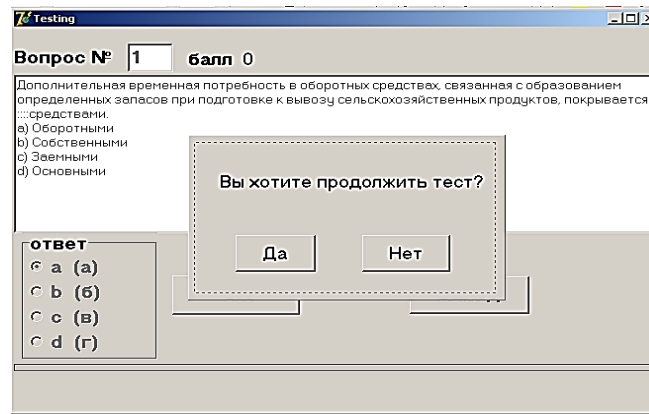 Testing
Вопрос № 1 балл 0
Дополнительная временная потребность в оборотных средствах, связанная с образованием
определенных запасов при подготовке к вывозу сельскохозяйственных продуктов, покрывается
::::средствами.
a) Оборотными
b) Собственными
c) Заемными
d) Основными
Вы хотите продолжить тест?
Да Нет
ответ
a (а)
b (б)
c (в)
d (г)